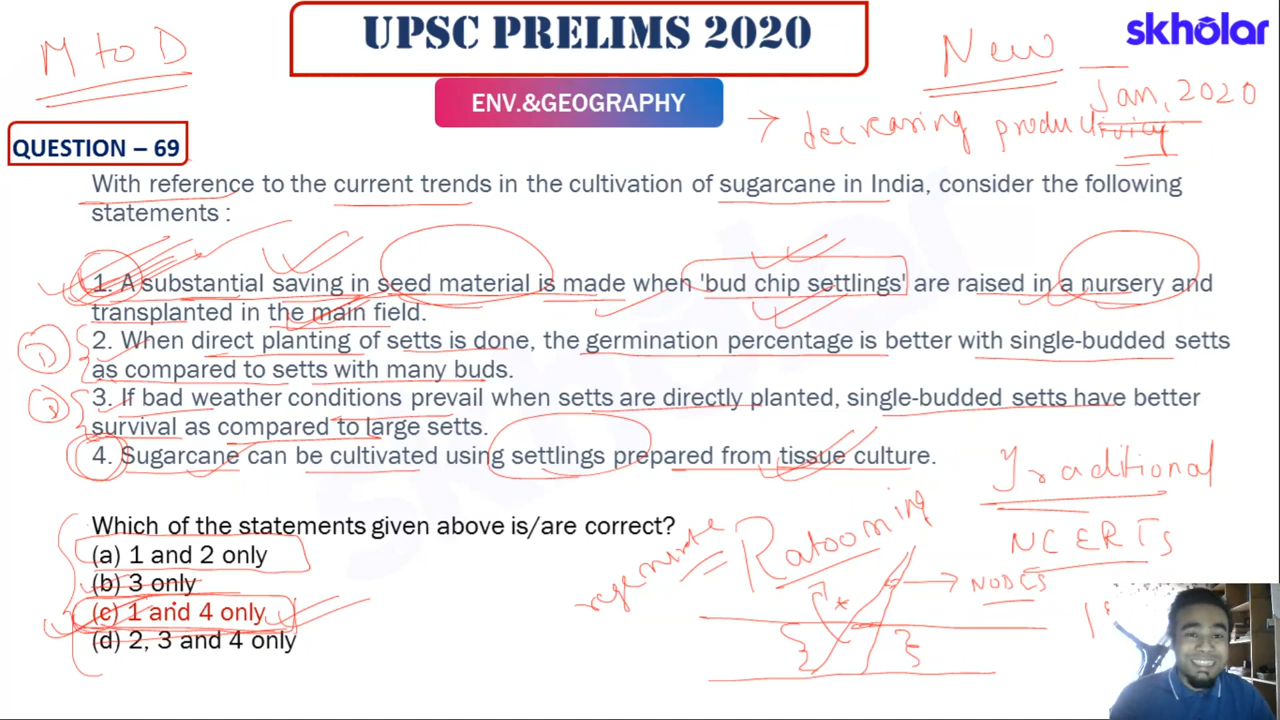 UPSC PRELIMS 2020
skholar
M to D
New
ENV.&GEOGRAPHY
Jan, 2020
→ decreasing productivity
QUESTION – 69
With reference to the current trends in the cultivation of sugarcane in India, consider the following
statements :
1. A substantial saving in seed material is made when 'bud chip settlings' are raised in a nursery and
transplanted in the main field.
2. When direct planting of setts is done, the germination percentage is better with single-budded setts
as compared to setts with many buds.
3. If bad weather conditions prevail when setts are directly planted, single-budded setts have better
survival as compared to large setts.
4. Sugarcane can be cultivated using settlings prepared from tissue culture.
Traditional
NCERTs
Which of the statements given above is/are correct?
(a) 1 and 2 only
(b) 3 only
(c) 1 and 4 only
(d) 2, 3 and 4 only
regenerate
Ratooning
→ NODES